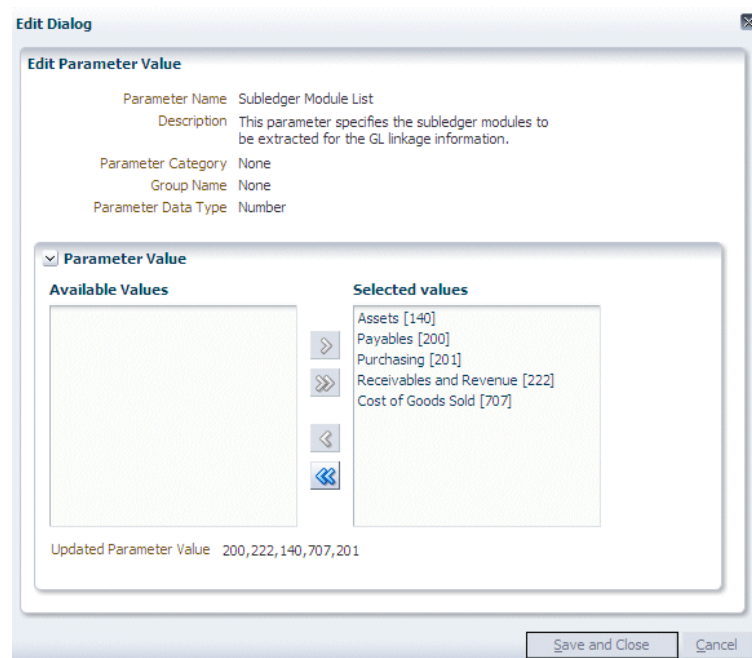 Edit Dialog
Edit Parameter Value
Parameter Name Subledger Module List
Description This parameter specifies the subledger modules to
be extracted for the GL linkage information.
Parameter Category None
Group Name None
Parameter Data Type Number
Parameter Value
Available Values
Selected values
Assets [140]
Payables [200]
Purchasing [201]
Receivables and Revenue [222]
Cost of Goods Sold [707]
Updated Parameter Value 200,222,140,707,201
Save and Close Cancel